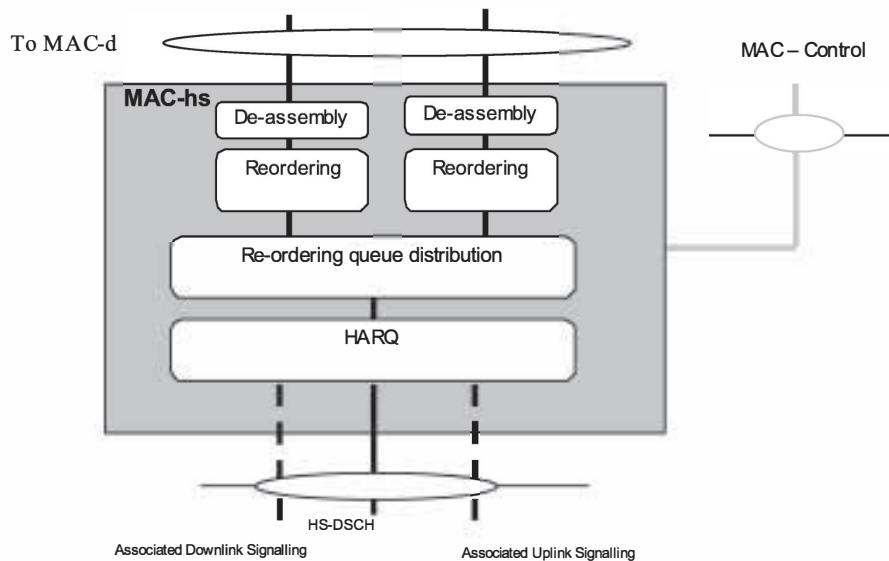 To MAC-d
MAC – Control
MAC-hs
De-assembly
De-assembly
Reordering
Reordering
Re-ordering queue distribution
HARQ
HS-DSCH
Associated Downlink Signalling
Associated Uplink Signalling